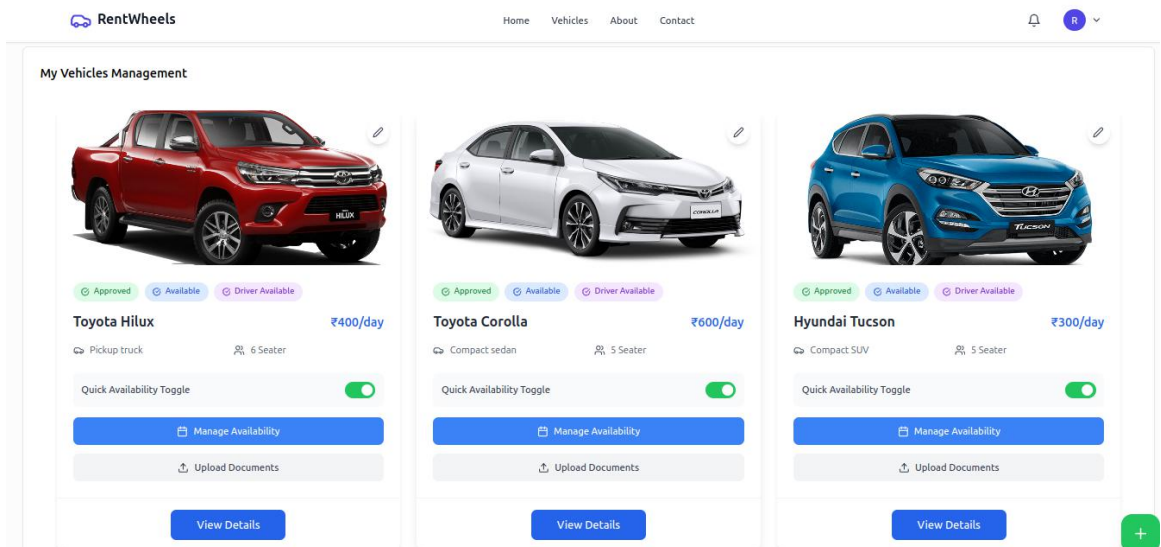 RentWheels
Home Vehicles About Contact
R
My Vehicles Management
HILUX
COROLLA
TUCSON
Approved Available Driver Available
Approved Available Driver Available
Approved Available Driver Available
Toyota Hilux ₹400/day
Toyota Corolla ₹600/day
Hyundai Tucson ₹300/day
Pickup truck 6 Seater
Compact sedan 5 Seater
Compact SUV 5 Seater
Quick Availability Toggle
Quick Availability Toggle
Quick Availability Toggle
Manage Availability
Manage Availability
Manage Availability
Upload Documents
Upload Documents
Upload Documents
View Details
View Details
View Details